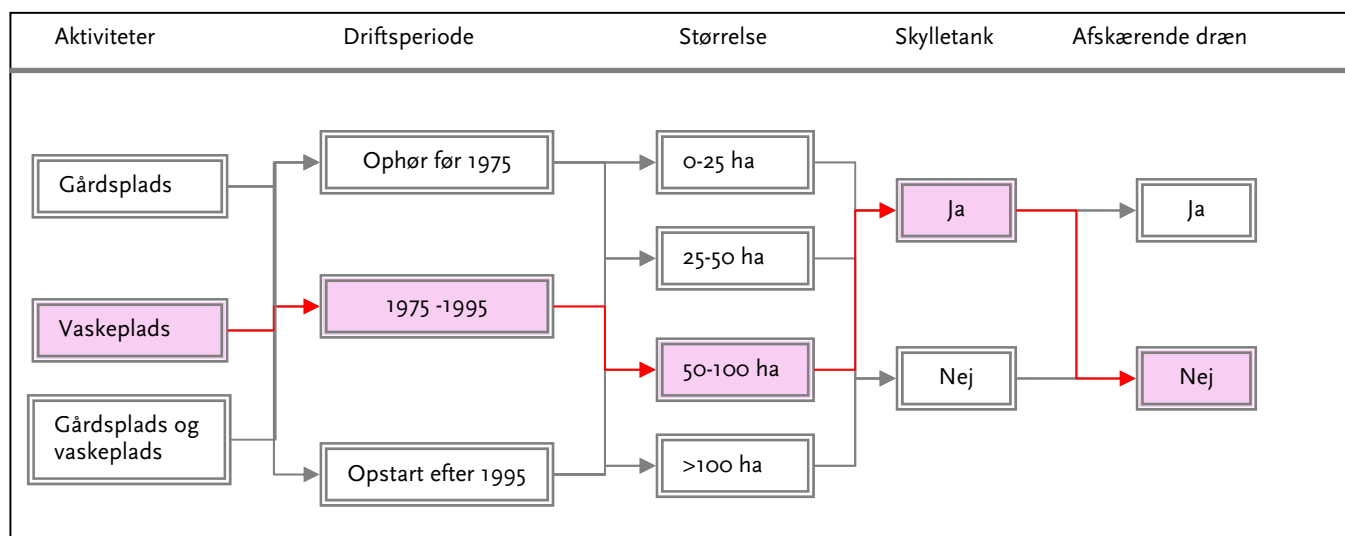 Aktiviteter
Driftsperiode
Størrelse
Skylletank
Afskærende dræn
Gårdsplads
Vaskeplads
Gårdsplads og
vaskeplads
Ophør før 1975
1975 -1995
Opstart efter 1995
0-25 ha
25-50 ha
50-100 ha
>100 ha
Ja
Nej
Ja
Nej